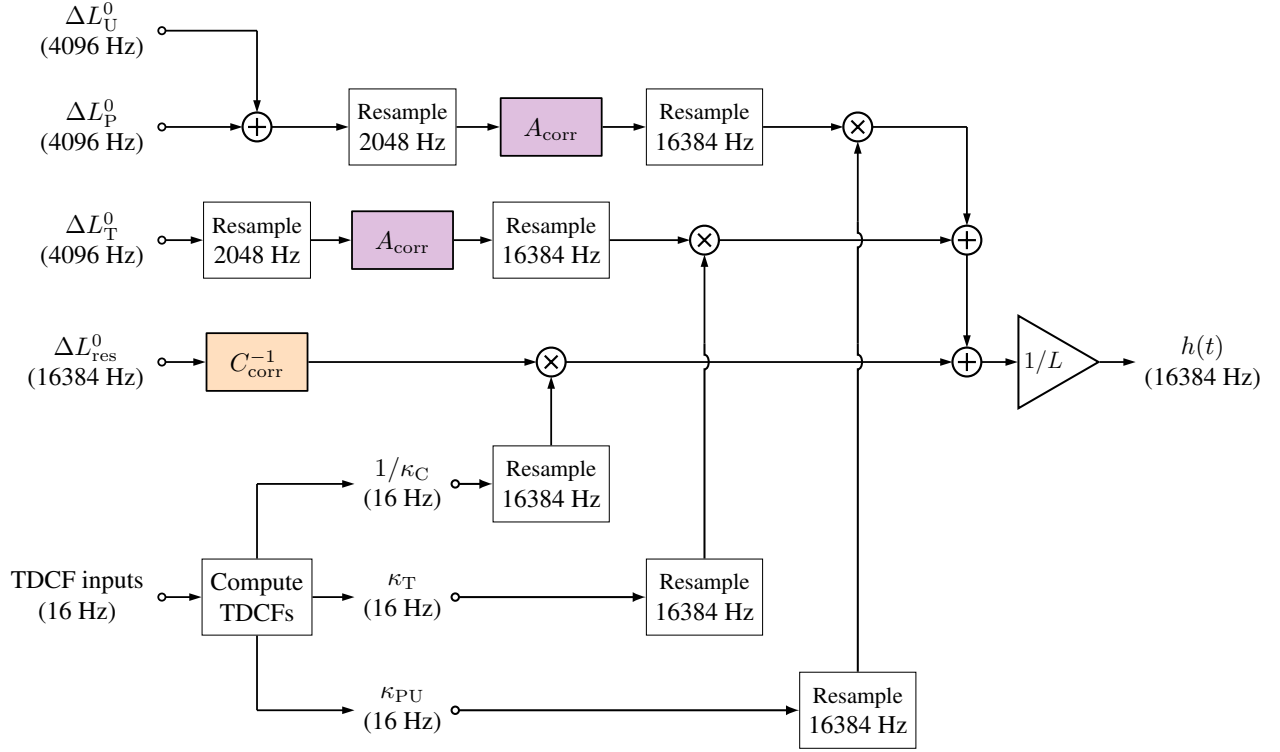 ΔL⁰_U
(4096 Hz)
ΔL⁰_P
(4096 Hz)
+
Resample
2048 Hz
A_corr
Resample
16384 Hz
×
ΔL⁰_T
(4096 Hz)
Resample
2048 Hz
A_corr
Resample
16384 Hz
×
+
ΔL⁰_res
(16384 Hz)
C⁻¹_corr
×
+
1/L
h(t)
(16384 Hz)
1/κ_C
(16 Hz)
Resample
16384 Hz
TDCF inputs
(16 Hz)
Compute
TDCFs
κ_T
(16 Hz)
Resample
16384 Hz
κ_PU
(16 Hz)
Resample
16384 Hz